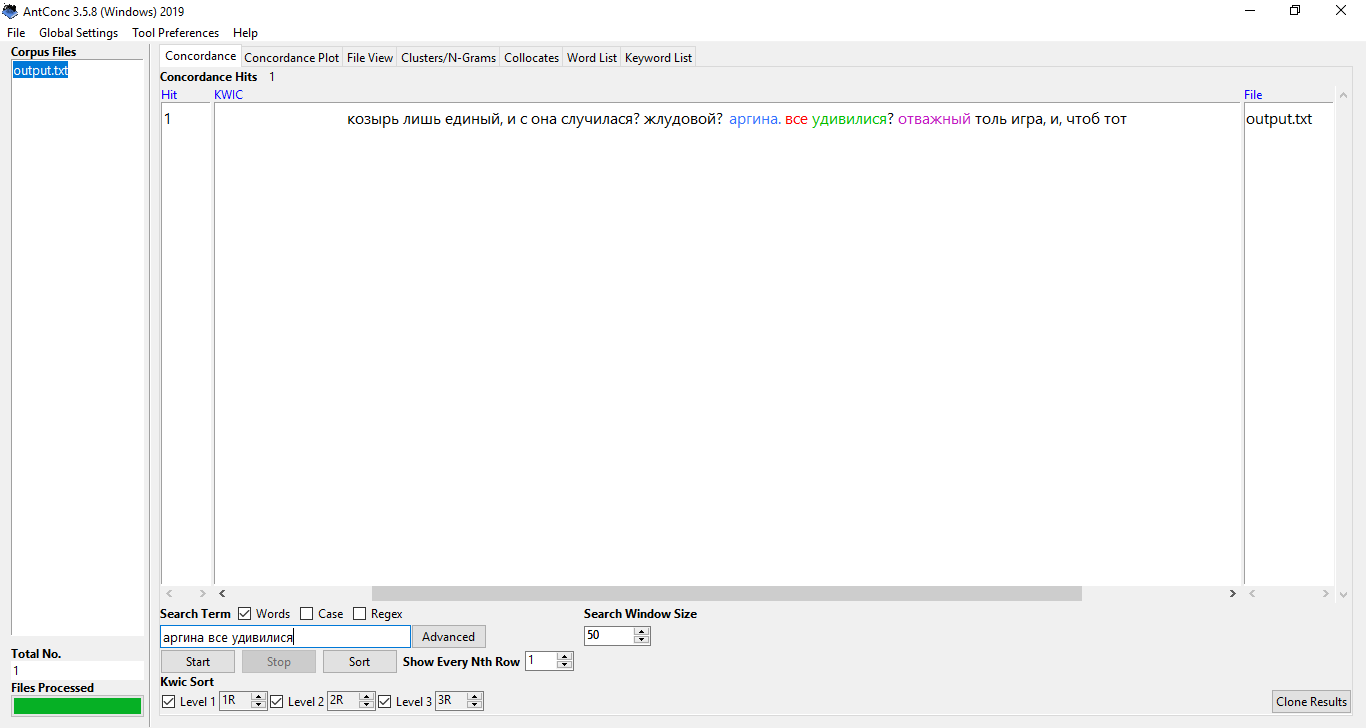 AntConc 3.5.8 (Windows) 2019
File Global Settings Tool Preferences Help
Corpus Files
output.txt
Concordance Concordance Plot File View Clusters/N-Grams Collocates Word List Keyword List
Concordance Hits 1
Hit KWIC File
1 козырь лишь единый, и с она случилася? жлудовой? аргина. все удивилися? отважный толь игра, и, чтоб тот output.txt
Search Term Words Case Regex Search Window Size
аргина все удивилися Advanced 50
Total No.
1
Start Stop Sort Show Every Nth Row 1
Files Processed
Kwic Sort
Level 1 1R Level 2 2R Level 3 3R Clone Results